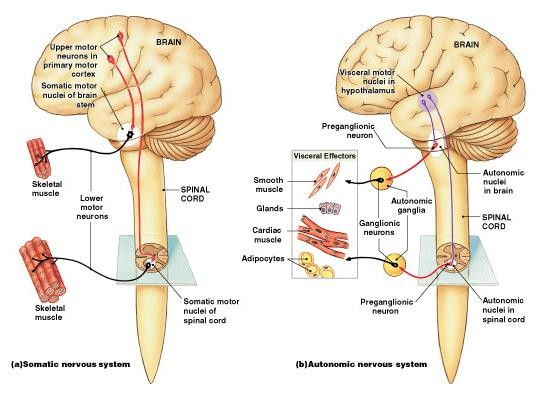 BRAIN
Upper motor
neurons in
primary motor
cortex
Somatic motor
nuclei of brain
stem
Skeletal
muscle
Lower
motor
neurons
SPINAL
CORD
Skeletal
muscle
Somatic motor
nuclei of
spinal cord
(a)Somatic nervous system
BRAIN
Visceral motor
nuclei in
hypothalamus
Preganglionic
neuron
Visceral Effectors
Smooth
muscle
Glands
Cardiac
muscle
Adipocytes
Autonomic
ganglia
Ganglionic
neurons
Autonomic
nuclei
in brain
SPINAL
CORD
Preganglionic
neuron
Autonomic
nuclei in
spinal cord
(b)Autonomic nervous system